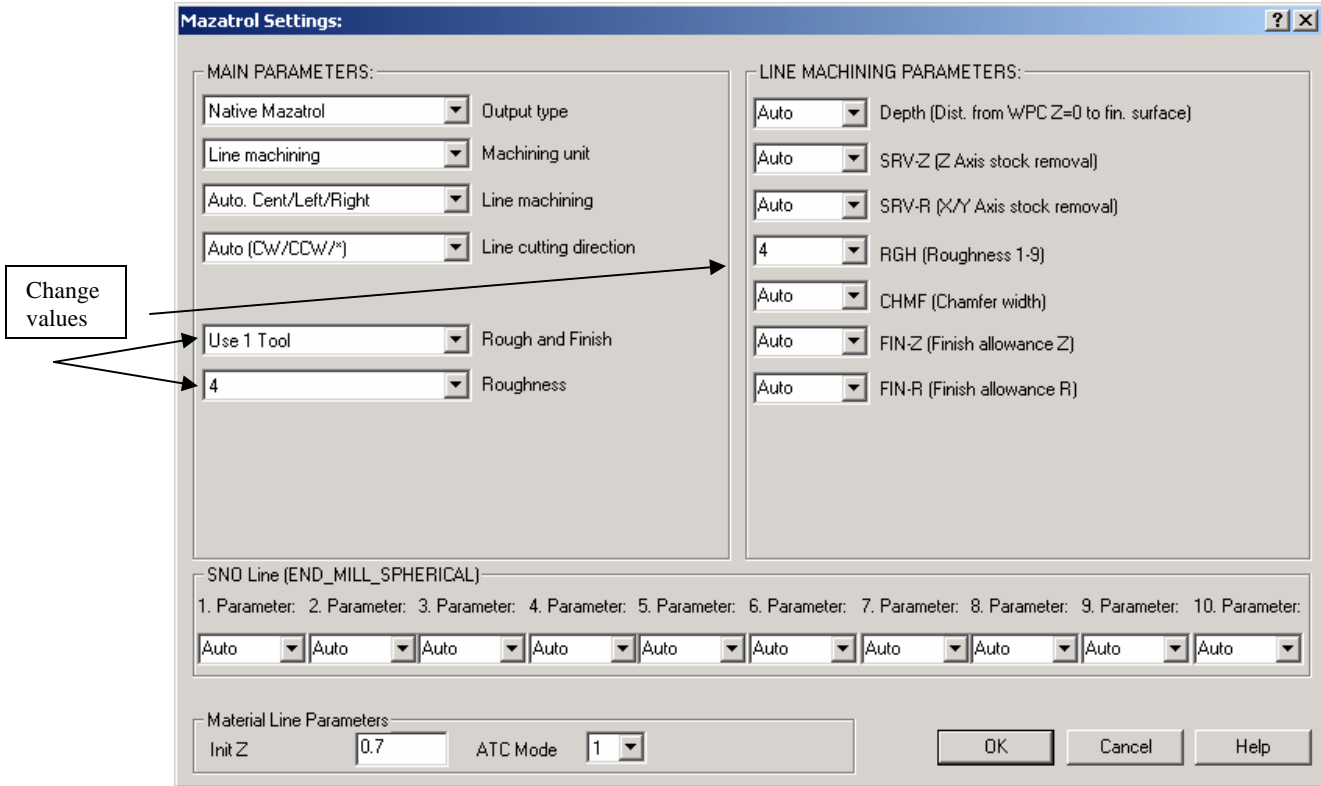 Mazatrol Settings:
MAIN PARAMETERS:
Native Mazatrol Output type
Line machining Machining unit
Auto. Cent/Left/Right Line machining
Auto (CW/CCW/*) Line cutting direction
Change
values
Use 1 Tool Rough and Finish
4 Roughness
LINE MACHINING PARAMETERS:
Auto Depth (Dist. from WPC Z=0 to fin. surface)
Auto SRV-Z (Z Axis stock removal)
Auto SRV-R (X/Y Axis stock removal)
4 RGH (Roughness 1-9)
Auto CHMF (Chamfer width)
Auto FIN-Z (Finish allowance Z)
Auto FIN-R (Finish allowance R)
SNO Line (END_MILL_SPHERICAL)
1. Parameter: 2. Parameter: 3. Parameter: 4. Parameter: 5. Parameter: 6. Parameter: 7. Parameter: 8. Parameter: 9. Parameter: 10. Parameter:
Auto Auto Auto Auto Auto Auto Auto Auto Auto Auto
Material Line Parameters
Init Z 0.7 ATC Mode 1 OK Cancel Help